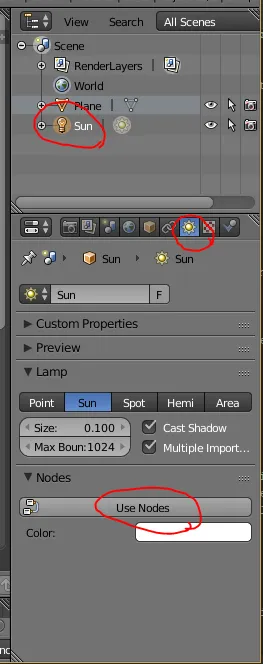 View Search All Scenes
Scene
RenderLayers
World
Plane
Sun
Sun Sun
Sun F
Custom Properties
Preview
Lamp
Point Sun Spot Hemi Area
Size: 0.100 Cast Shadow
Max Boun:1024 Multiple Import...
Nodes
Use Nodes
Color: